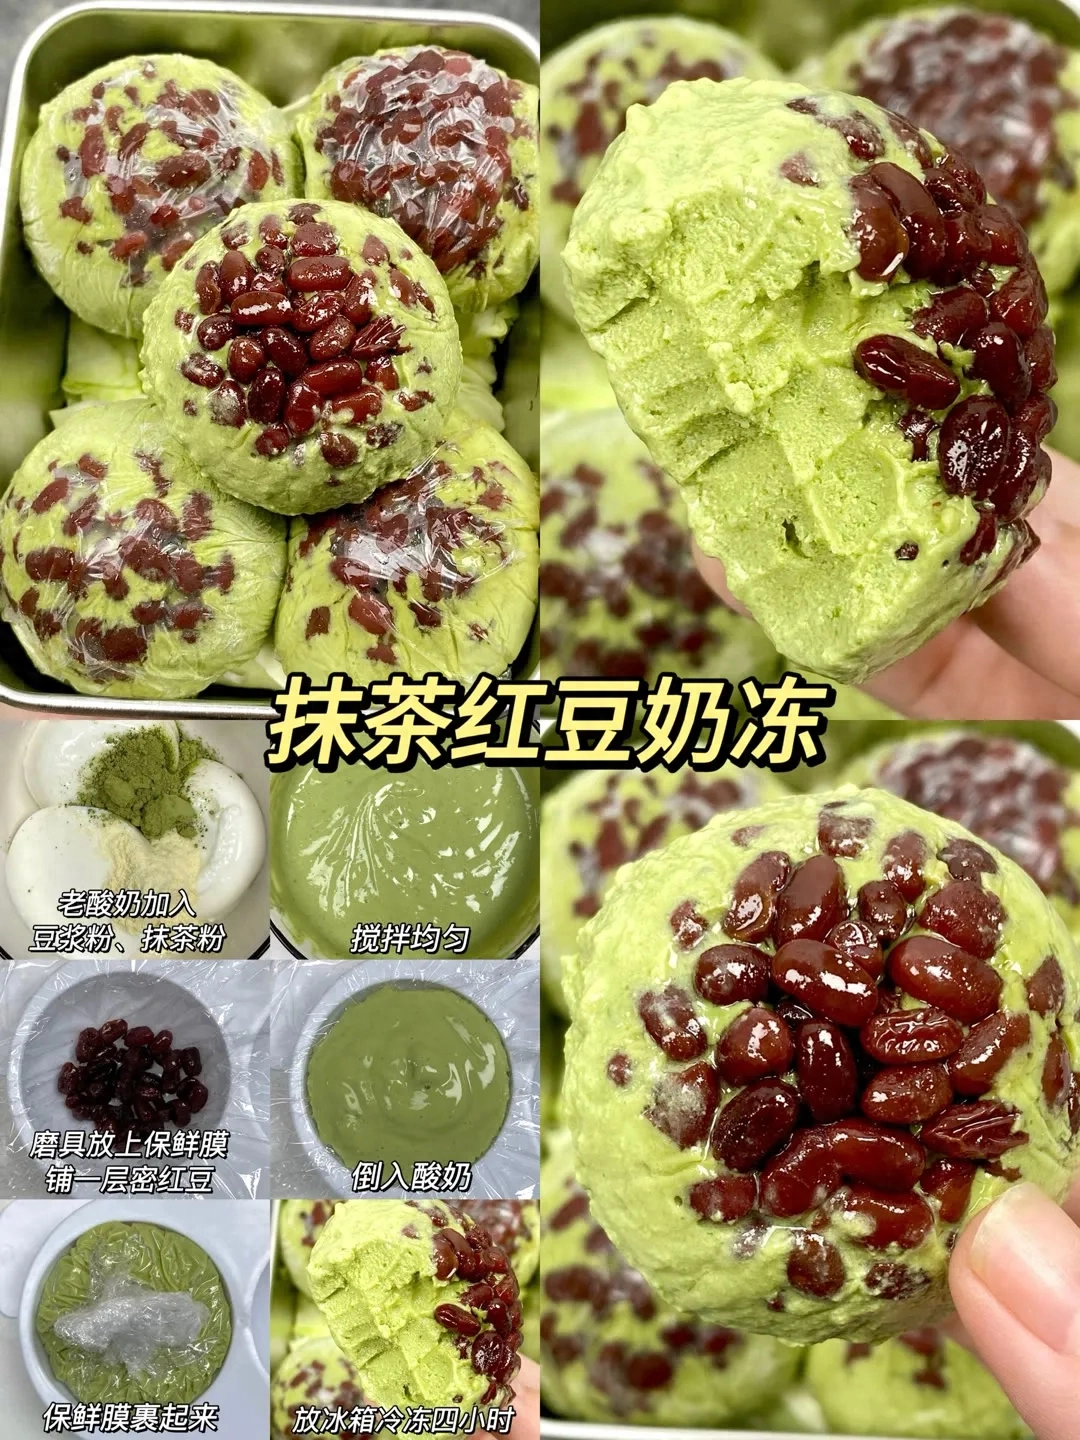 抹茶红豆奶冻
老酸奶加入
豆浆粉、抹茶粉
搅拌均匀
磨具放上保鲜膜
铺一层密红豆
倒入酸奶
保鲜膜裹起来
放冰箱冷冻四小时